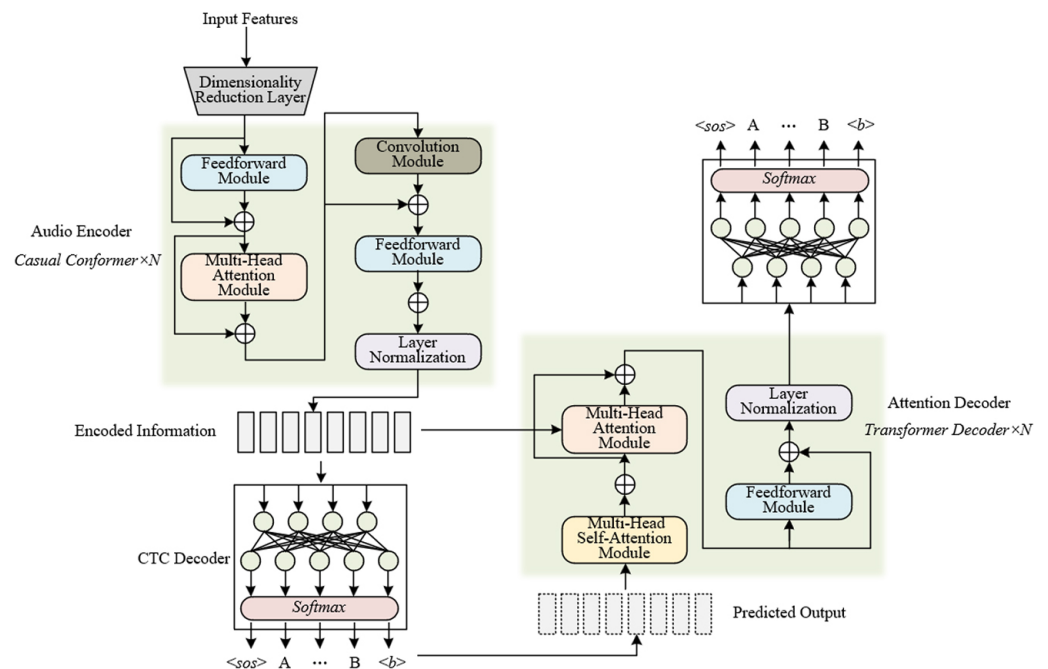 Input Features
Dimensionality
Reduction Layer
Feedforward
Module
Multi-Head
Attention
Module
Audio Encoder
Casual Conformer×N
Convolution
Module
Feedforward
Module
Layer
Normalization
Encoded Information
CTC Decoder
Softmax
<sos> A ... B <b>
Predicted Output
Multi-Head
Self-Attention
Module
Multi-Head
Attention
Module
Feedforward
Module
Layer
Normalization
Attention Decoder
Transformer Decoder×N
<sos> A ... B <b>
Softmax